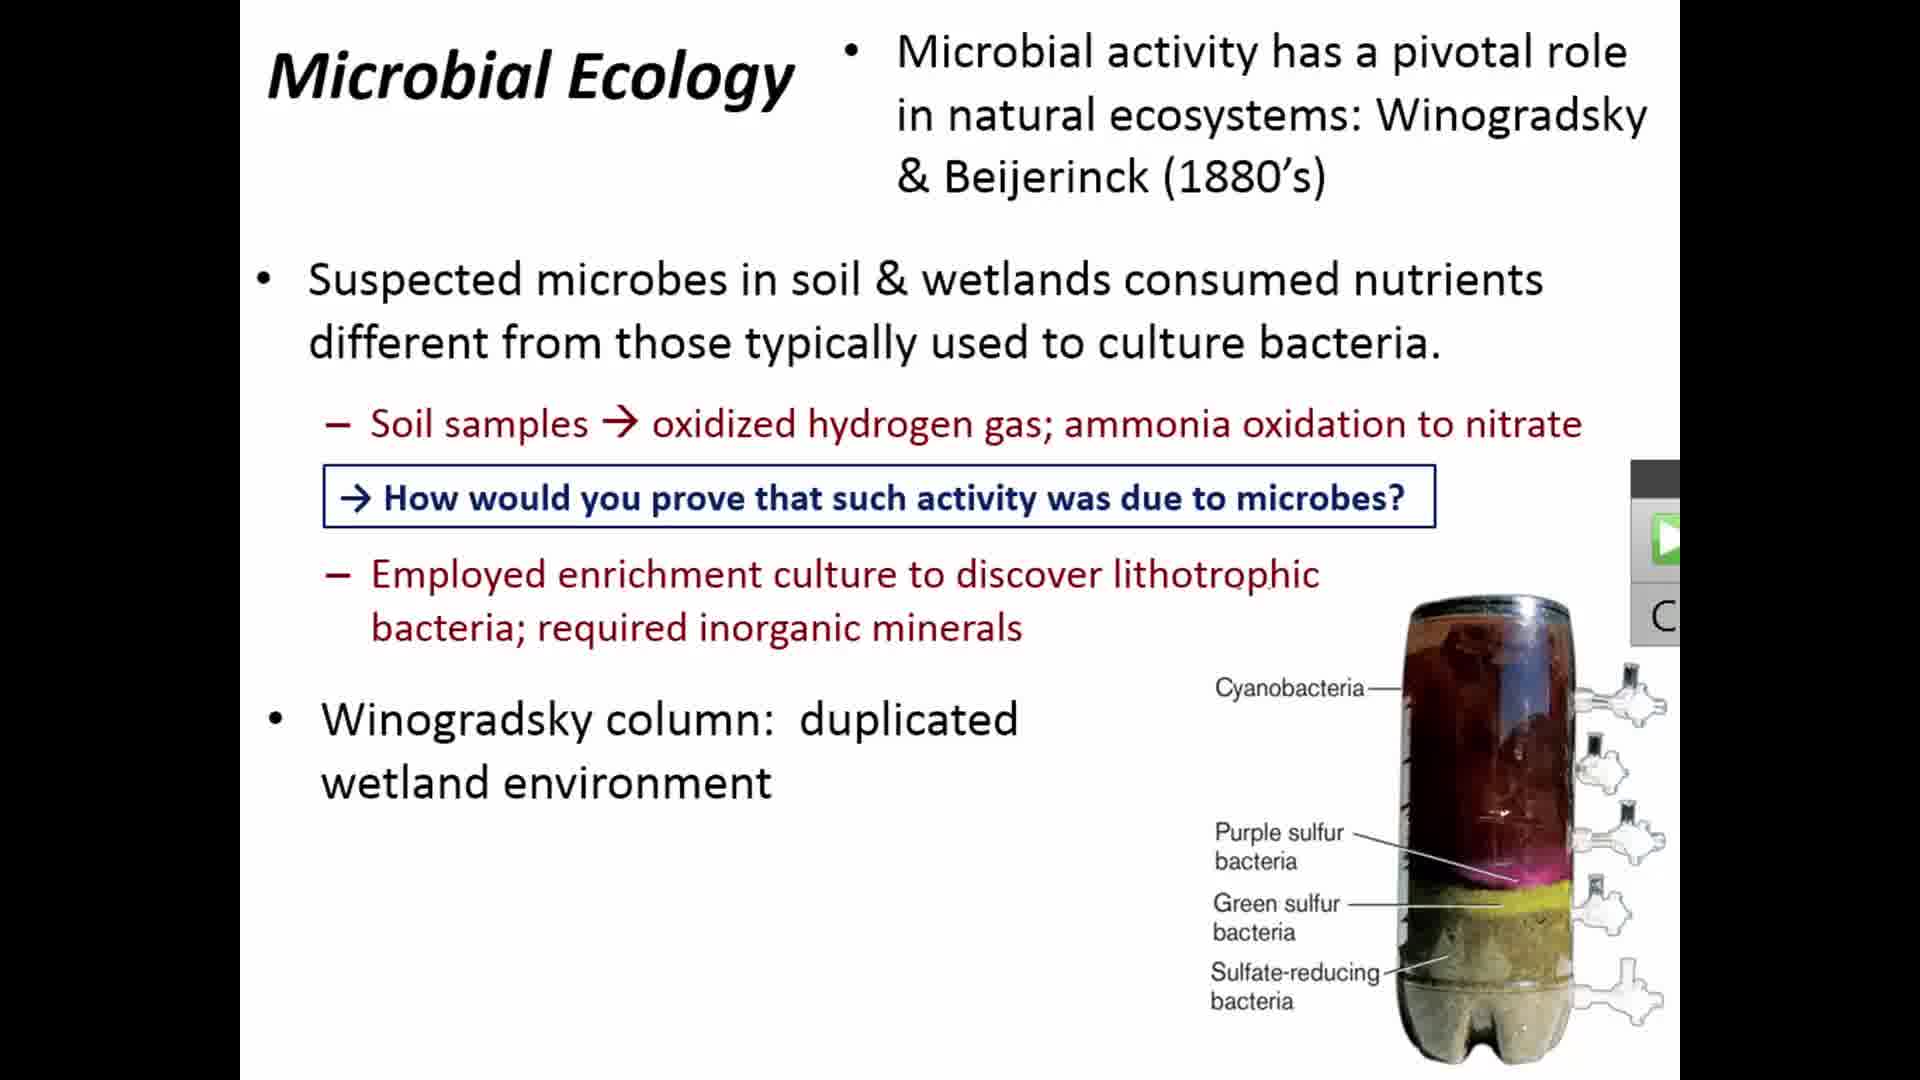 Microbial Ecology
• Microbial activity has a pivotal role
in natural ecosystems: Winogradsky
& Beijerinck (1880’s)
• Suspected microbes in soil & wetlands consumed nutrients
different from those typically used to culture bacteria.
– Soil samples → oxidized hydrogen gas; ammonia oxidation to nitrate
→ How would you prove that such activity was due to microbes?
– Employed enrichment culture to discover lithotrophic
bacteria; required inorganic minerals
• Winogradsky column:  duplicated
wetland environment
Cyanobacteria
Purple sulfur
bacteria
Green sulfur
bacteria
Sulfate-reducing
bacteria
C